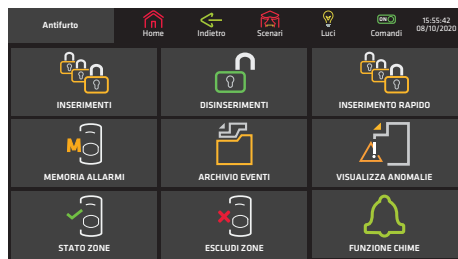 Antifurto
Home
Indietro
Scenari
Luci
ON
Comandi
15:55:42
08/10/2020
INSERIMENTI
DISINSERIMENTI
INSERIMENTO RAPIDO
M
MEMORIA ALLARMI
ARCHIVIO EVENTI
VISUALIZZA ANOMALIE
STATO ZONE
ESCLUDI ZONE
FUNZIONE CHIME